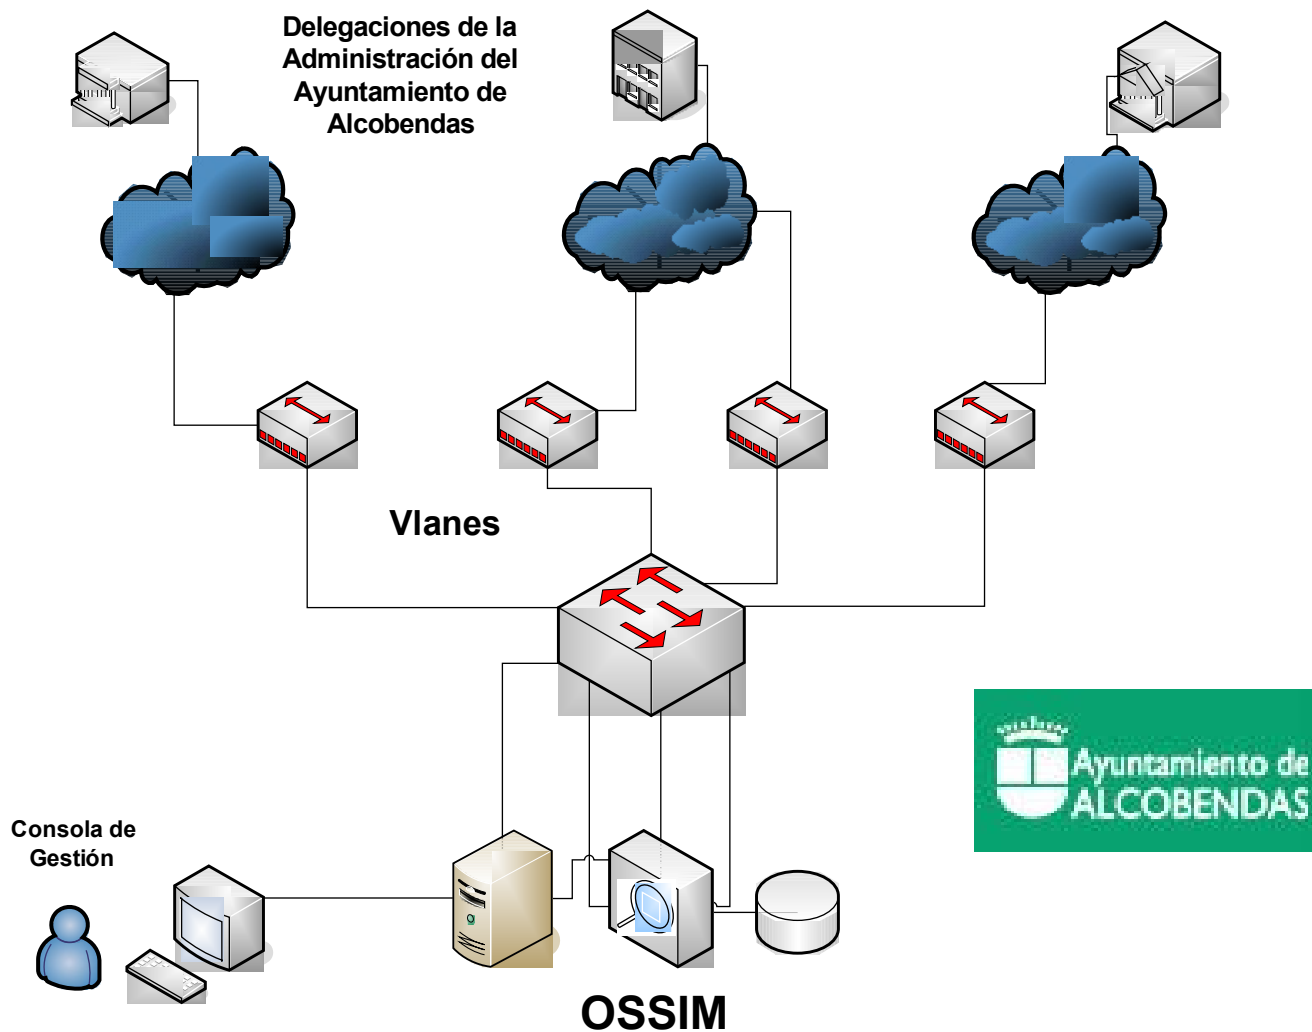 Delegaciones de la
Administración del
Ayuntamiento de
Alcobendas
Vlanes
Ayuntamiento de
ALCOBENDAS
Consola de
Gestión
OSSIM